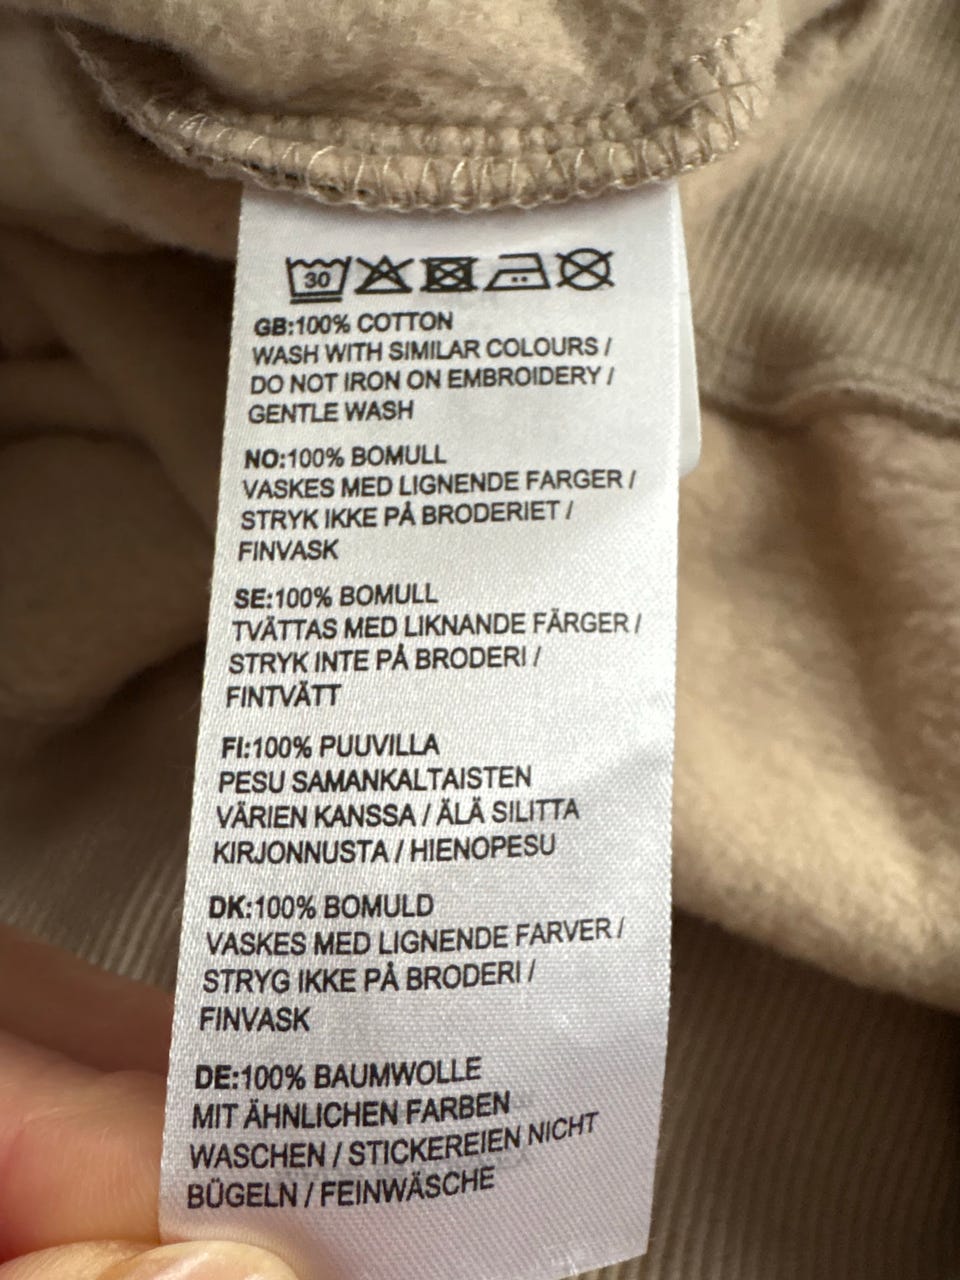 30
GB:100% COTTON
WASH WITH SIMILAR COLOURS /
DO NOT IRON ON EMBROIDERY /
GENTLE WASH
NO:100% BOMULL
VASKES MED LIGNENDE FARGER /
STRYK IKKE PÅ BRODERIET /
FINVASK
SE:100% BOMULL
TVÄTTAS MED LIKNANDE FÄRGER /
STRYK INTE PÅ BRODERI /
FINTVÄTT
FI:100% PUUVILLA
PESU SAMANKALTAISTEN
VÄRIEN KANSSA / ÄLÄ SILITTA
KIRJONNUSTA / HIENOPESU
DK:100% BOMULD
VASKES MED LIGNENDE FARVER /
STRYG IKKE PÅ BRODERI /
FINVASK
DE:100% BAUMWOLLE
MIT ÄHNLICHEN FARBEN
WASCHEN / STICKEREIEN NICHT
BÜGELN / FEINWÄSCHE